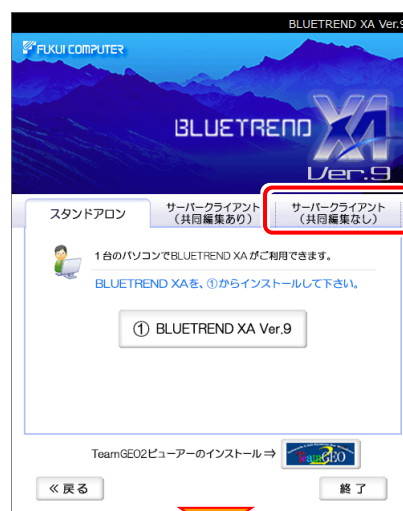 BLUETREND XA Ver.9
FUKUI COMPUTER
BLUETREND XA
Ver.9
スタンドアロン
サーバークライアント
（共同編集あり）
サーバークライアント
（共同編集なし）
1台のパソコンでBLUETREND XAがご利用できます。
BLUETREND XAを、①からインストールして下さい。
① BLUETREND XA Ver.9
TeamGEO2ビューアーのインストール⇒
TeamGEO
≪戻る
終了